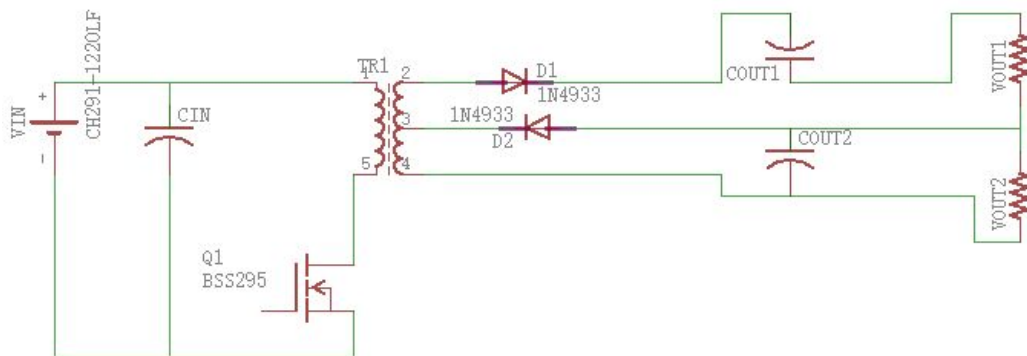 VIN
+
-
CH291-1220LF
CIN
TR1
1
2
3
4
5
D1
1N4933
1N4933
D2
COUT1
COUT2
VOUT1
VOUT2
Q1
BSS295